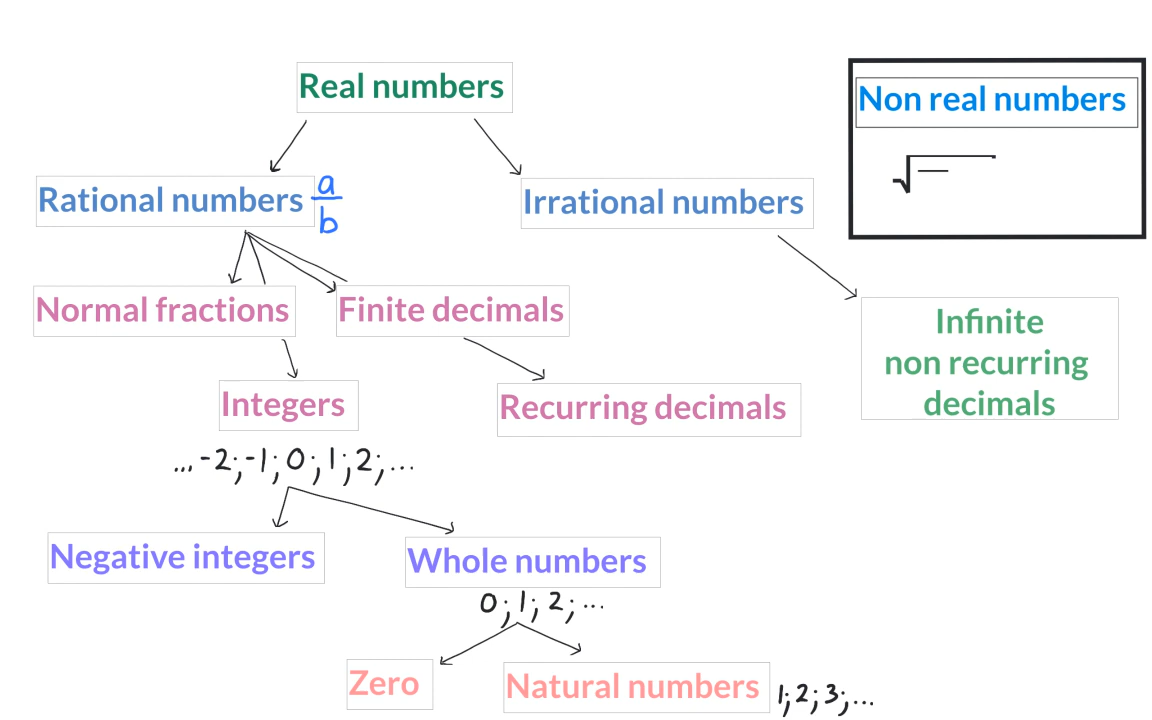 Real numbers
Non real numbers
√−
Rational numbers a/b
Irrational numbers
Normal fractions
Finite decimals
Infinite
non recurring
decimals
Integers
Recurring decimals
...-2;-1;0;1;2;...
Negative integers
Whole numbers
0;1;2;...
Zero
Natural numbers 1;2;3;...